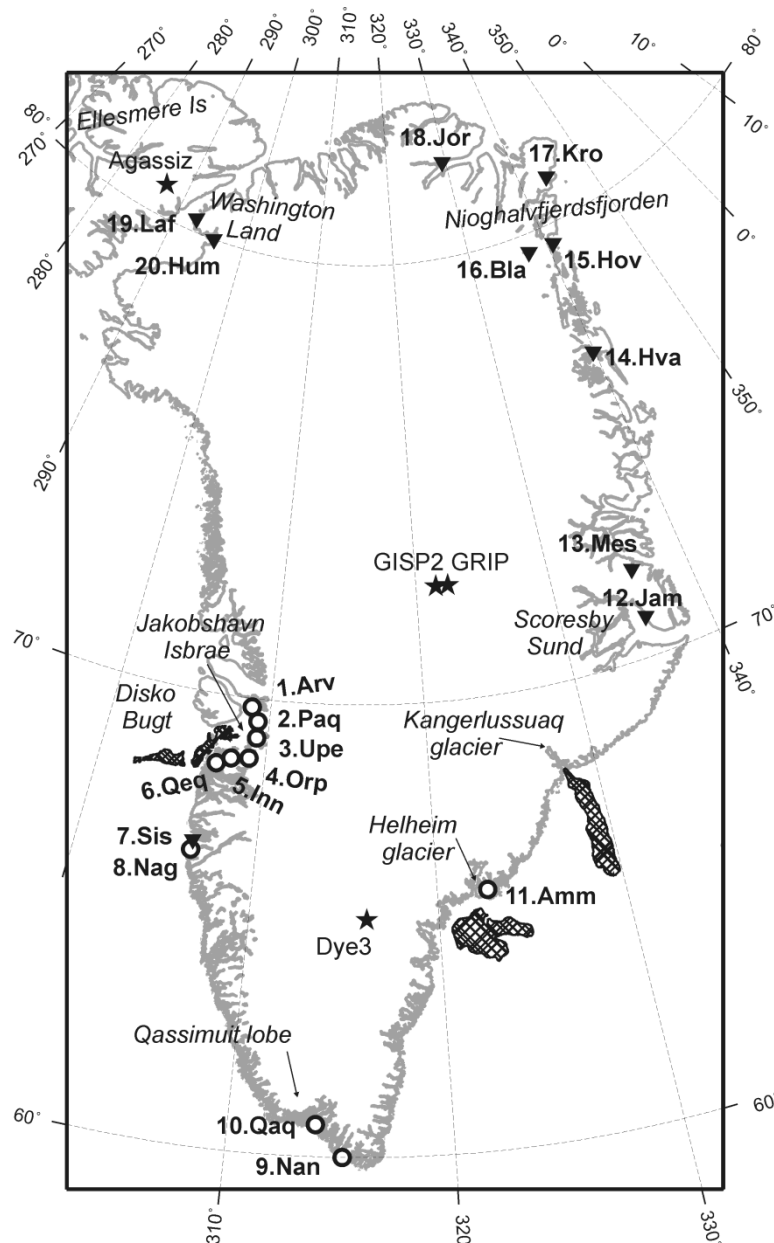 270° 280° 290° 300° 310° 320° 330° 340° 350° 0° 10° 80°
80°
270°
Ellesmere Is
Agassiz
18.Jor
17.Kro
10°
19.Laf
Washington
Land
Nioghalvfjerdsfjorden
0°
280°
20.Hum
16.Bla
15.Hov
14.Hva
350°
290°
13.Mes
GISP2 GRIP
12.Jam
Scoresby
Sund
70°
340°
Jakobshavn
Isbrae
70°
Disko
Bugt
1.Arv
2.Paq
3.Upe
4.Orp
5.Inn
6.Qeq
Kangerlussuaq
glacier
7.Sis
8.Nag
Helheim
glacier
11.Amm
Dye3
Qassimuit lobe
60°
10.Qaq
9.Nan
60°
310°
320°
330°